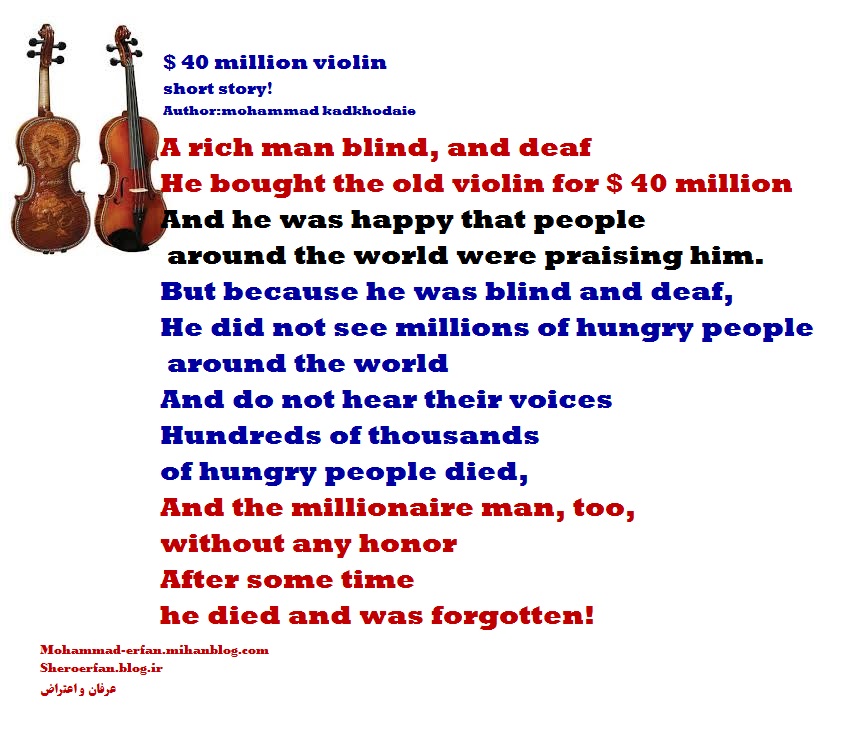 $ 40 million violin
short story!
Author:mohammad kadkhodaie
A rich man blind, and deaf
He bought the old violin for $ 40 million
And he was happy that people
around the world were praising him.
But because he was blind and deaf,
He did not see millions of hungry people
around the world
And do not hear their voices
Hundreds of thousands
of hungry people died,
And the millionaire man, too,
without any honor
After some time
he died and was forgotten!
Mohammad-erfan.mihanblog.com
Sheroerfan.blog.ir
عرفان و اعتراض